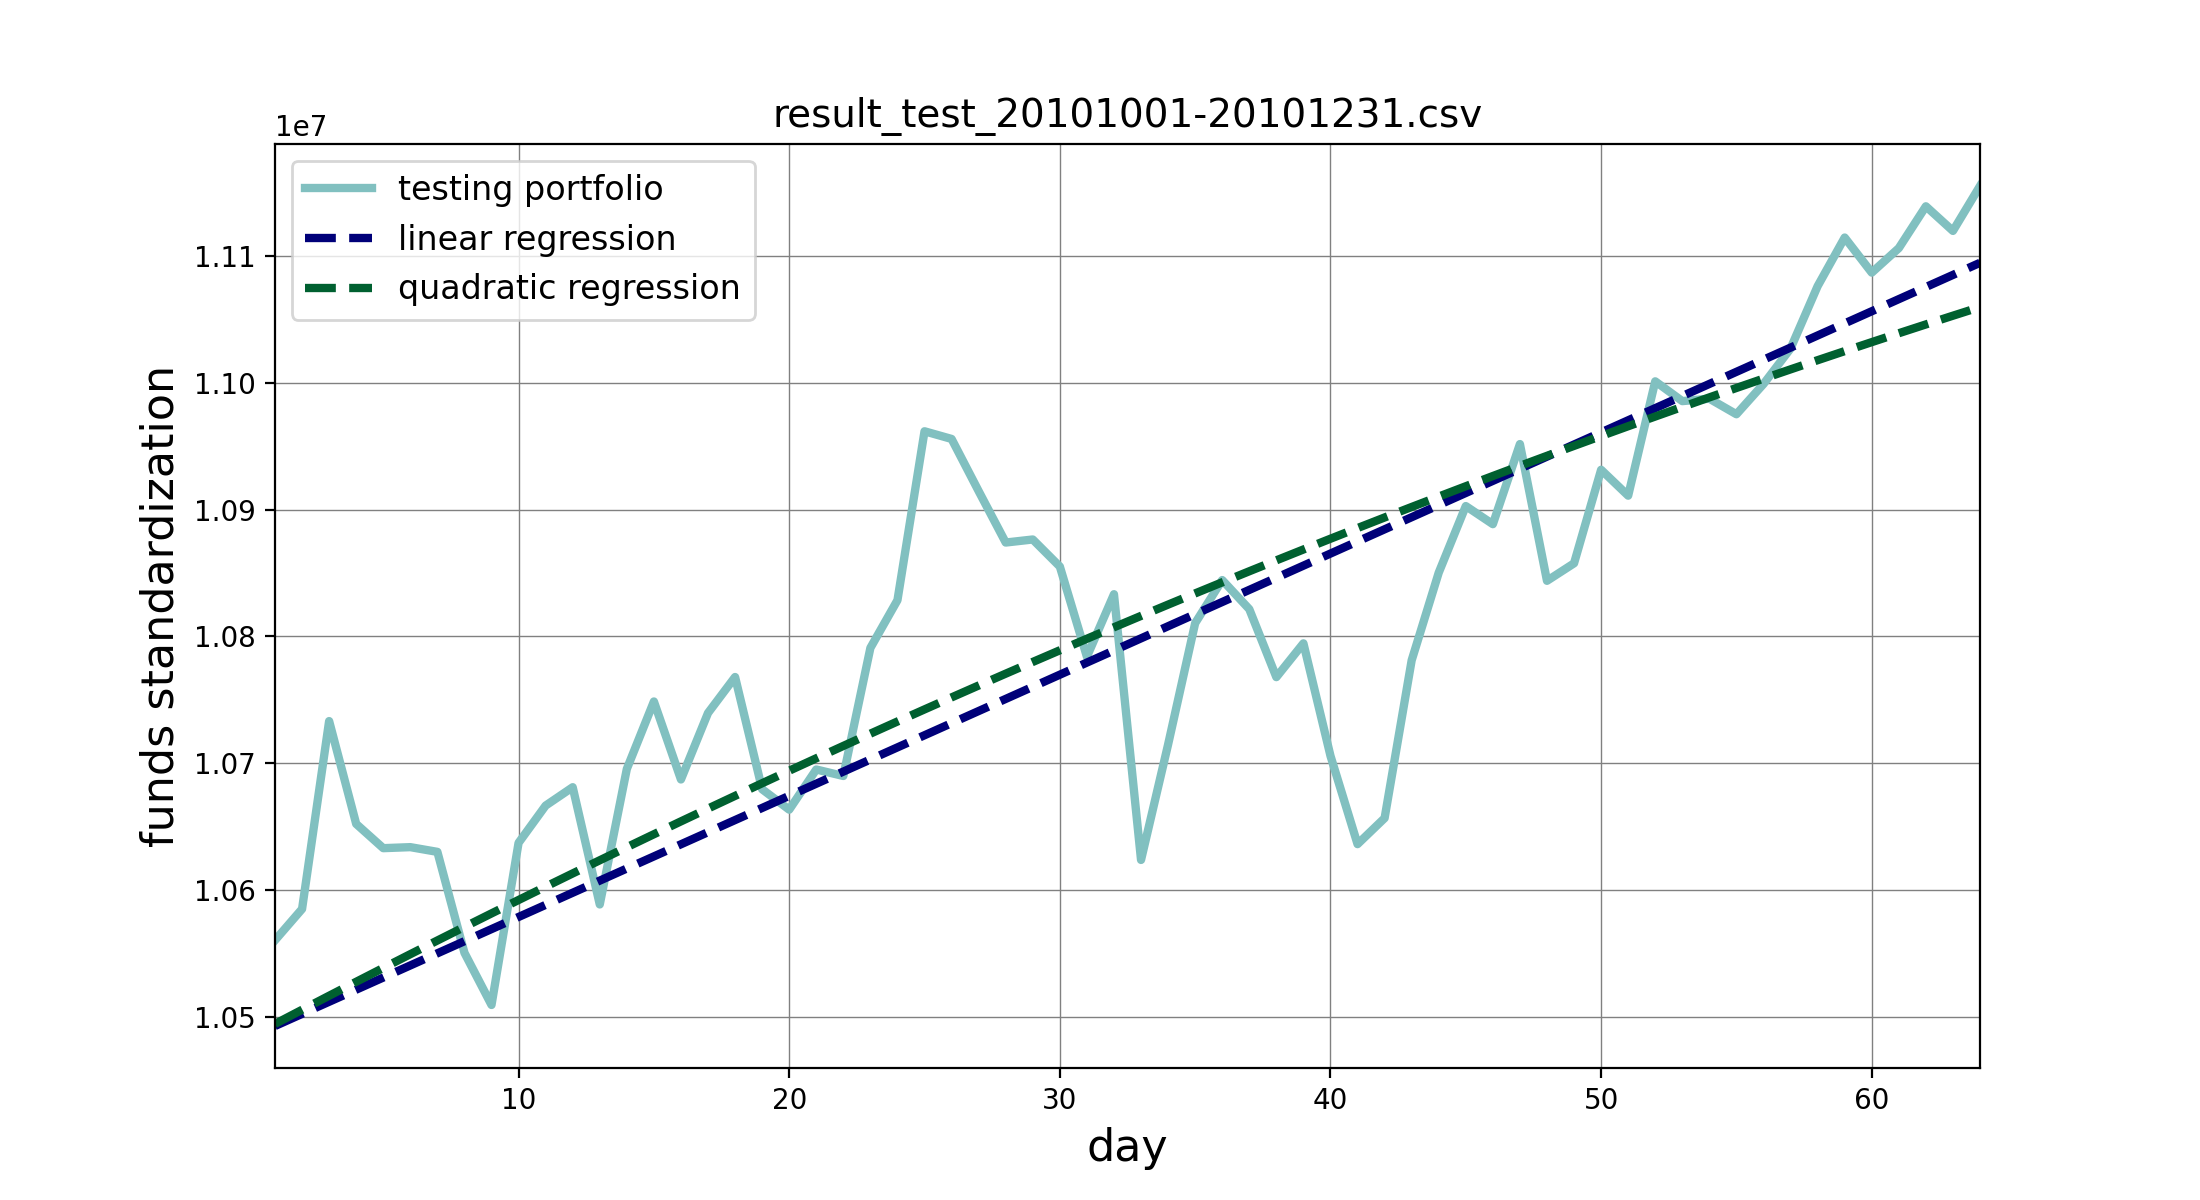 result_test_20101001-20101231.csv
1e7
testing portfolio
linear regression
quadratic regression
1.11
1.10
1.09
1.08
1.07
1.06
1.05
funds standardization
10 20 30 40 50 60
day